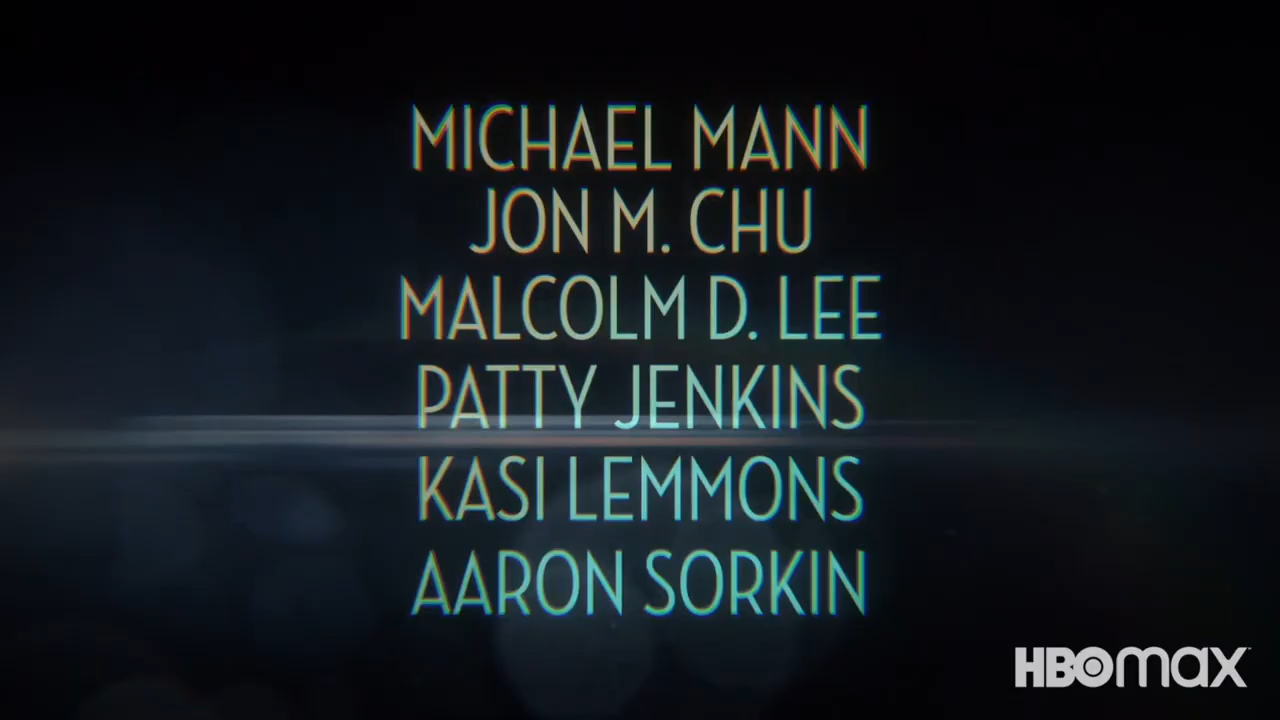 MICHAEL MANN
JON M. CHU
MALCOLM D. LEE
PATTY JENKINS
KASI LEMMONS
AARON SORKIN
HBOmax